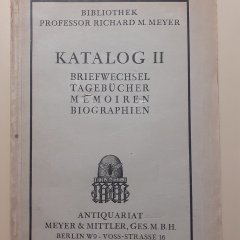 BIBLIOTHEK
PROFESSOR RICHARD M. MEYER
KATALOG II
BRIEFWECHSEL
TAGEBÜCHER
MEMOIREN
BIOGRAPHIEN
ANTIQUARIAT
MEYER & MITTLER, GES. M. B. H.
BERLIN W9 - VOSS-STRASSE 16